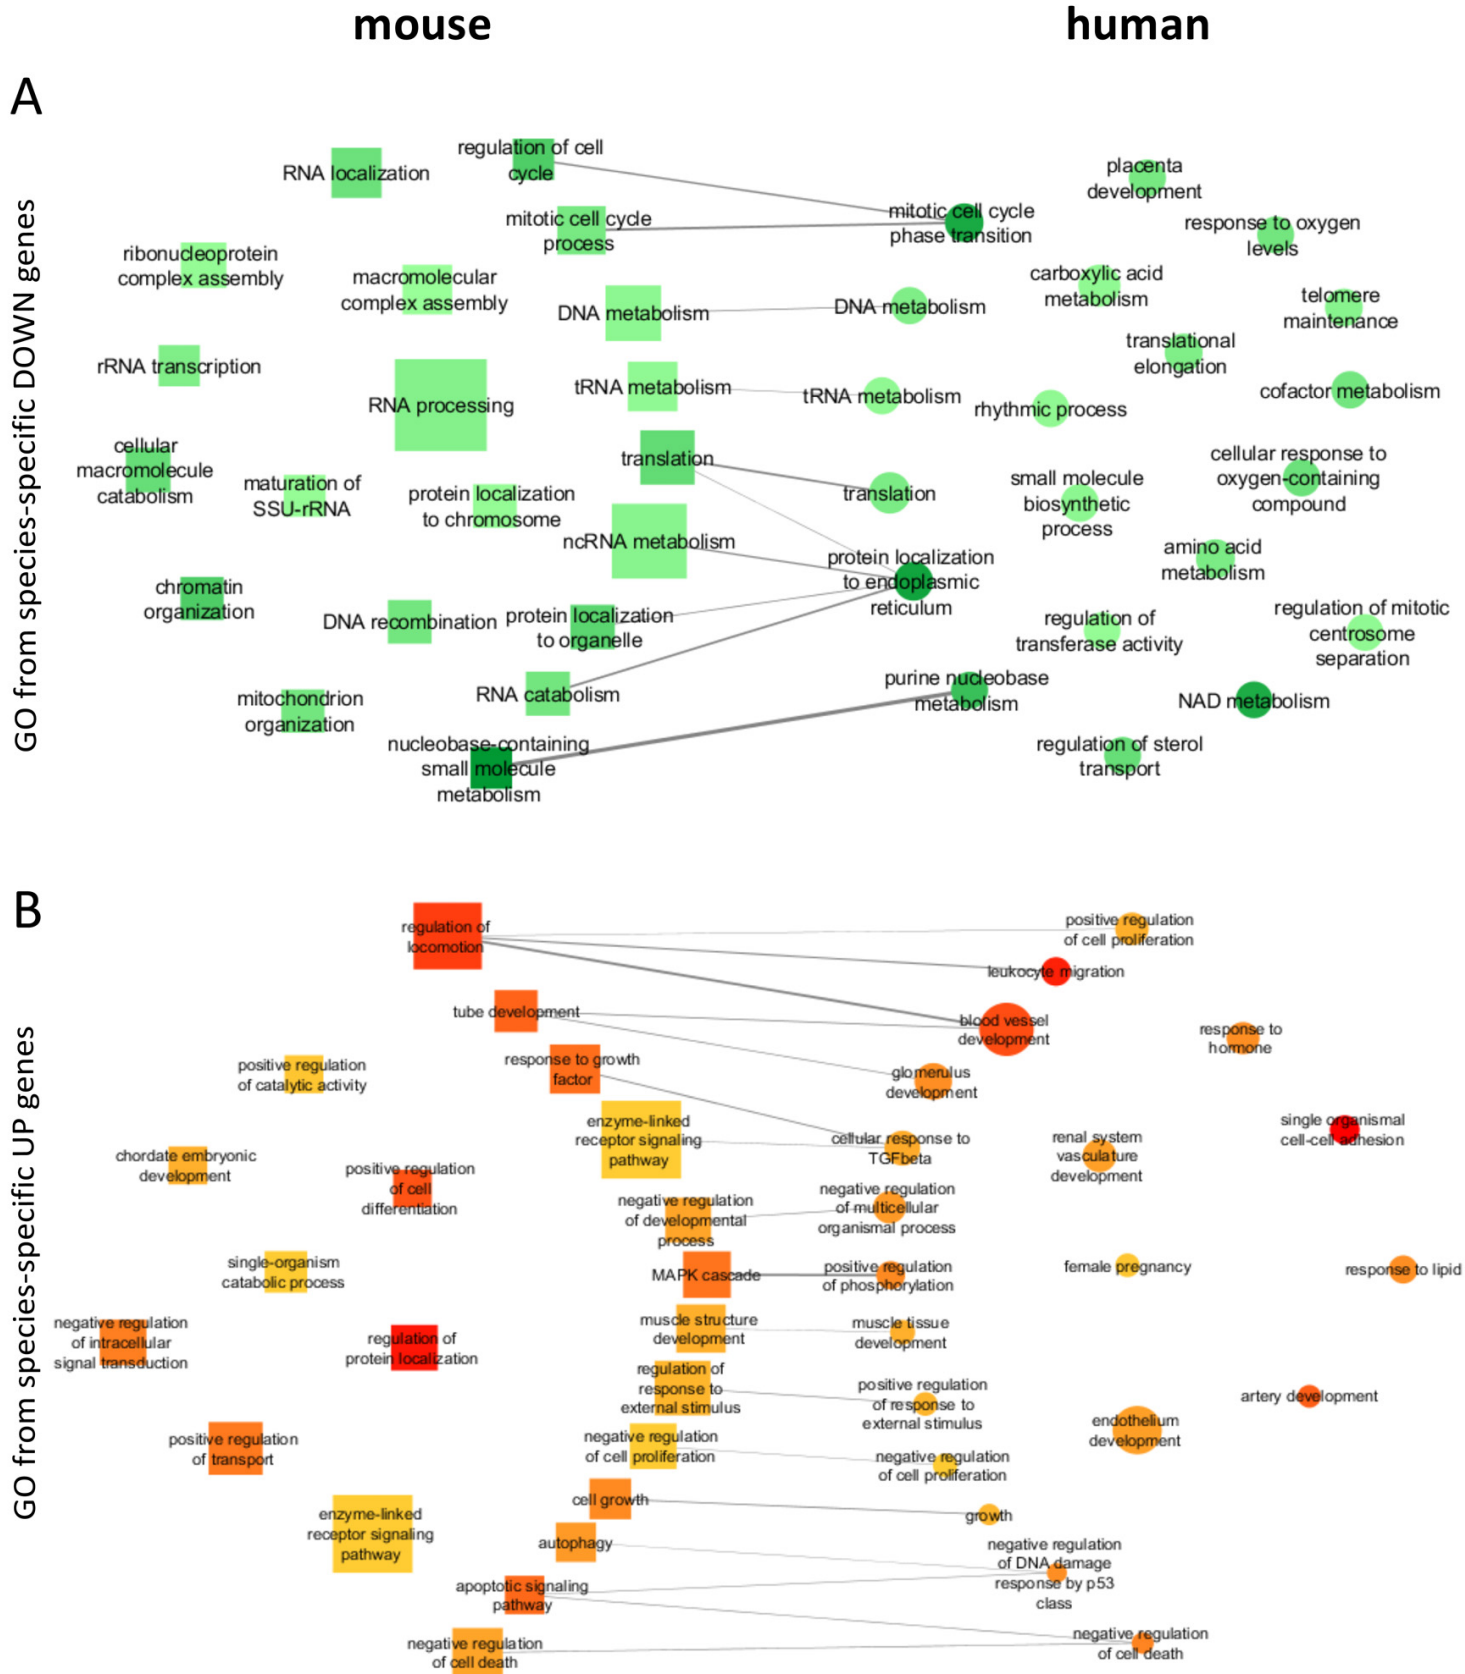 mouse
human
A
GO from species-specific DOWN genes
RNA localization
regulation of cell
cycle
mitotic cell cycle
process
ribonucleoprotein
complex assembly
macromolecular
complex assembly
DNA metabolism
rRNA transcription
RNA processing
tRNA metabolism
cellular
macromolecule
catabolism
translation
maturation of
SSU-rRNA
protein localization
to chromosome
ncRNA metabolism
chromatin
organization
DNA recombination
protein localization
to organelle
RNA catabolism
mitochondrion
organization
nucleobase-containing
small molecule
metabolism
placenta
development
mitotic cell cycle
phase transition
response to oxygen
levels
carboxylic acid
metabolism
DNA metabolism
telomere
maintenance
translational
elongation
tRNA metabolism
rhythmic process
cofactor metabolism
translation
small molecule
biosynthetic
process
cellular response to
oxygen-containing
compound
protein localization
to endoplasmic
reticulum
amino acid
metabolism
regulation of
transferase activity
regulation of mitotic
centrosome
separation
purine nucleobase
metabolism
NAD metabolism
regulation of sterol
transport
B
GO from species-specific UP genes
regulation of
locomotion
tube development
response to growth
factor
positive regulation
of catalytic activity
enzyme-linked
receptor signaling
pathway
chordate embryonic
development
positive regulation
of cell
differentiation
negative regulation
of developmental
process
single-organism
catabolic process
MAPK cascade
negative regulation
of intracellular
signal transduction
regulation of
protein localization
muscle structure
development
regulation of
response to
external stimulus
positive regulation
of transport
negative regulation
of cell proliferation
cell growth
enzyme-linked
receptor signaling
pathway
autophagy
apoptotic signaling
pathway
negative regulation
of cell death
positive regulation
of cell proliferation
leukocyte migration
blood vessel
development
response to
hormone
glomerulus
development
single organismal
cell-cell adhesion
cellular response to
TGFbeta
renal system
vasculature
development
negative regulation
of multicellular
organismal process
positive regulation
of phosphorylation
female pregnancy
response to lipid
muscle tissue
development
positive regulation
of response to
external stimulus
artery development
endothelium
development
negative regulation
of cell proliferation
growth
negative regulation
of DNA damage
response by p53
class
negative regulation
of cell death